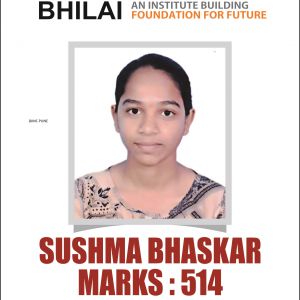 BHILAI
AN INSTITUTE BUILDING
FOUNDATION FOR FUTURE
SUSHMA BHASKAR
MARKS : 514